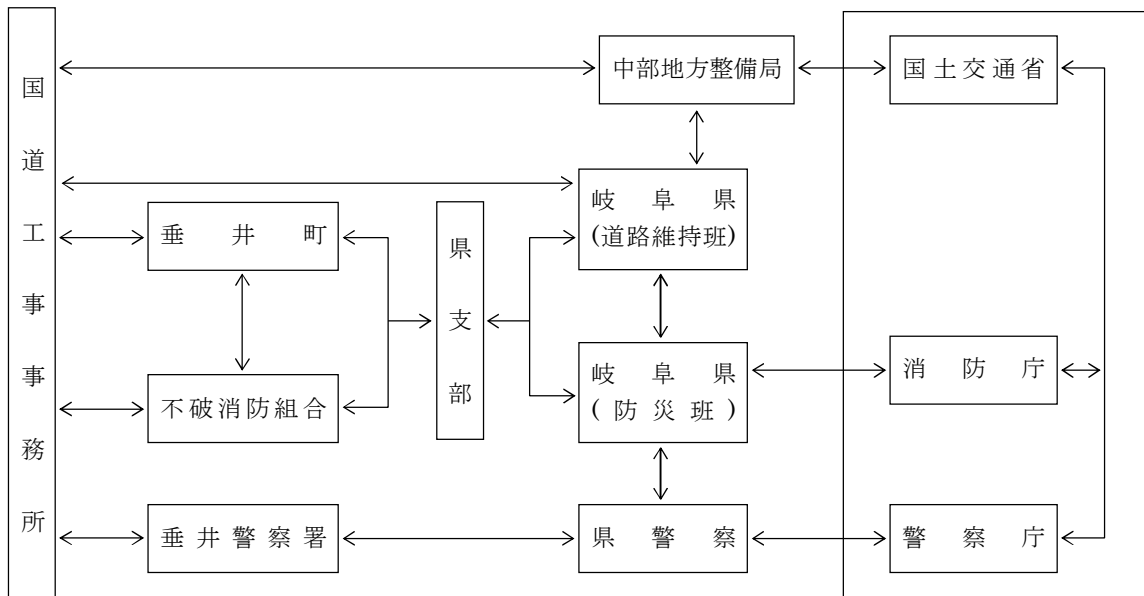 国道工事事務所
中部地方整備局
国土交通省
岐阜県
(道路維持班)
垂井町
県支部
岐阜県
(防災班)
消防庁
不破消防組合
垂井警察署
県警察
警察庁